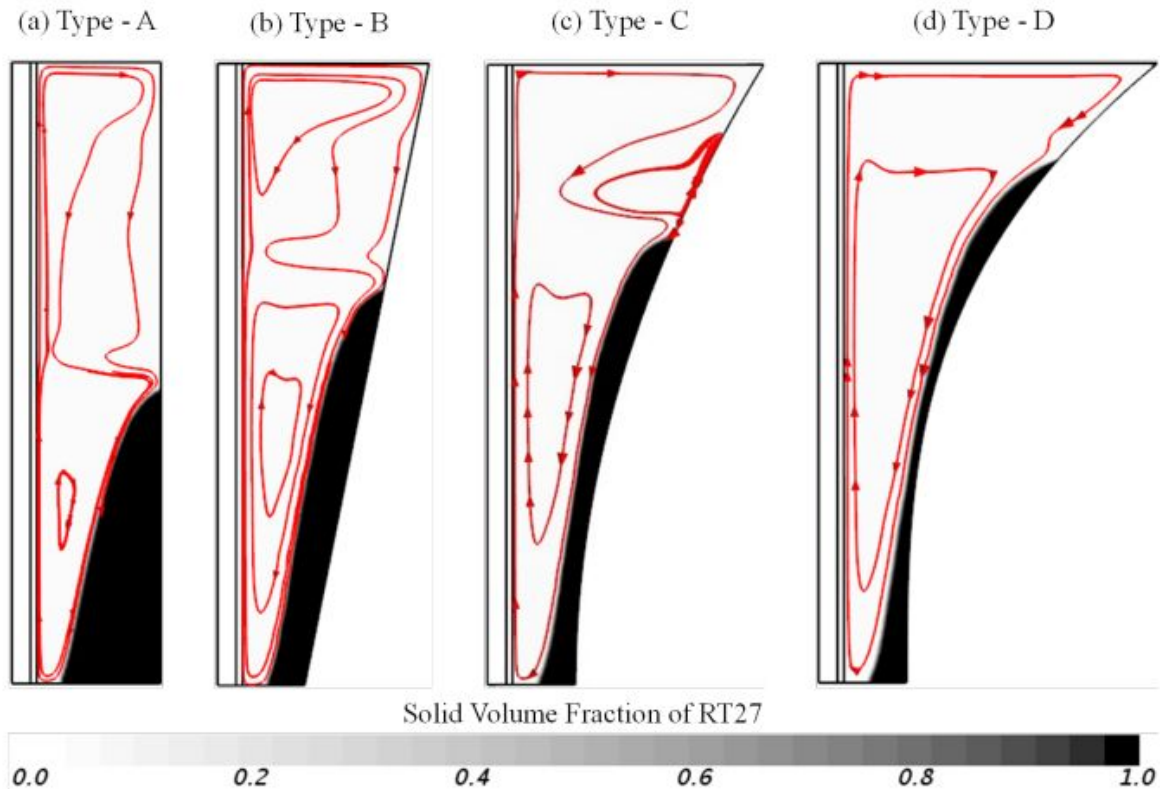 (a) Type - A
(b) Type - B
(c) Type - C
(d) Type - D
Solid Volume Fraction of RT27
0.0 0.2 0.4 0.6 0.8 1.0